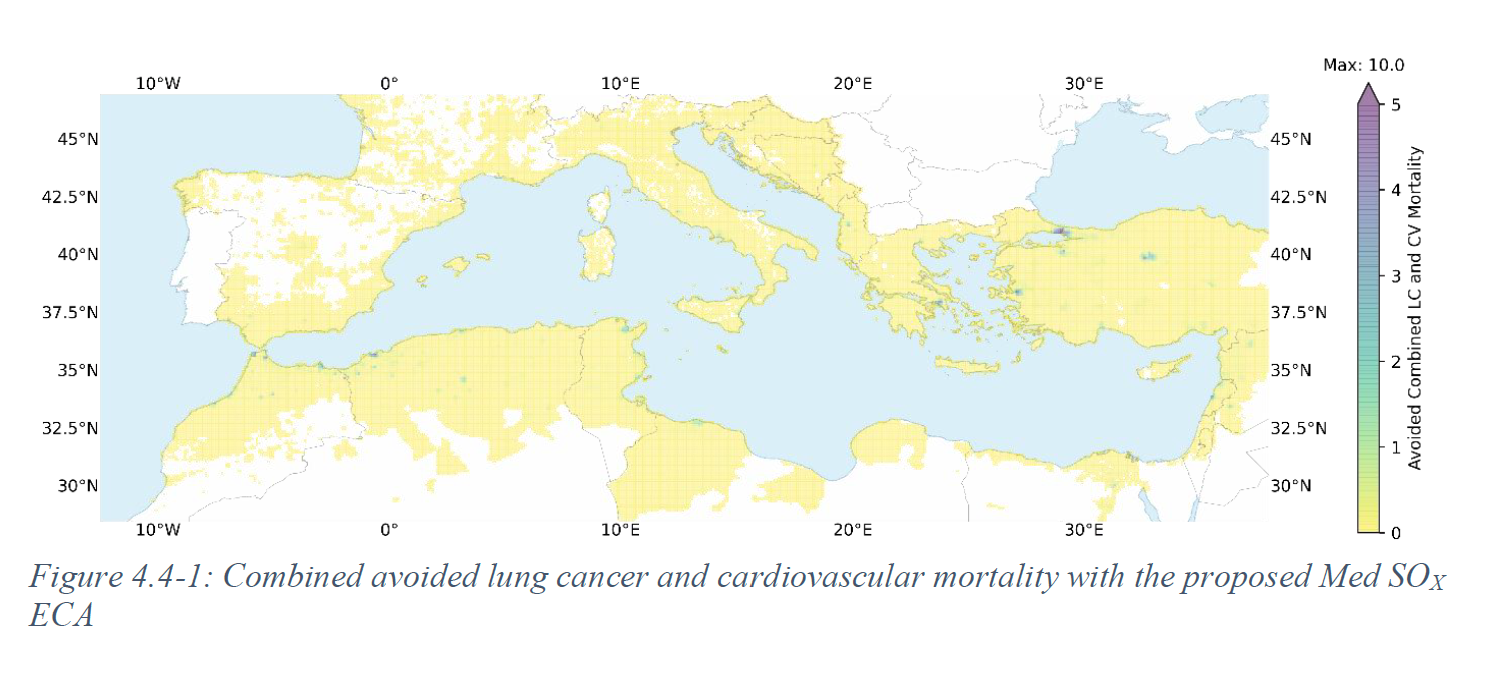 Max: 10.0
10°W 0° 10°E 20°E 30°E
5
45°N 45°N
4
42.5°N 42.5°N
40°N 40°N
3
37.5°N 37.5°N
2
35°N 35°N
32.5°N 32.5°N
1
30°N 30°N
0
10°W 0° 10°E 20°E 30°E
Avoided Combined LC and CV Mortality
Figure 4.4-1: Combined avoided lung cancer and cardiovascular mortality with the proposed Med SOX
ECA